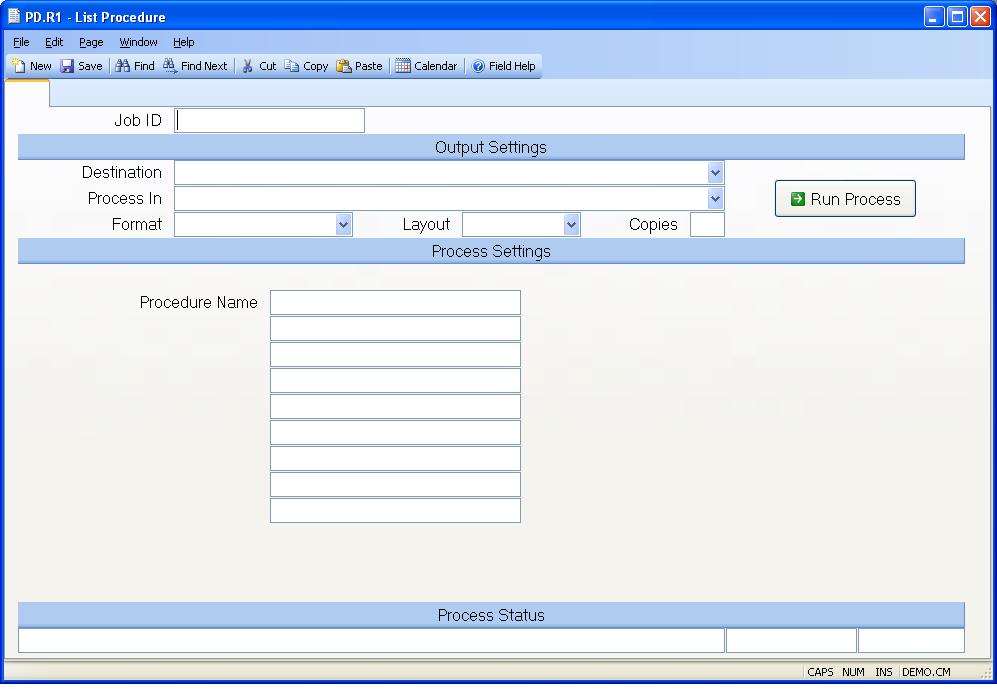 PD.R1 - List Procedure
File Edit Page Window Help
New Save Find Find Next Cut Copy Paste Calendar Field Help
Job ID
Output Settings
Destination
Process In
Run Process
Format Layout Copies
Process Settings
Procedure Name
Process Status
CAPS NUM INS DEMO.CM